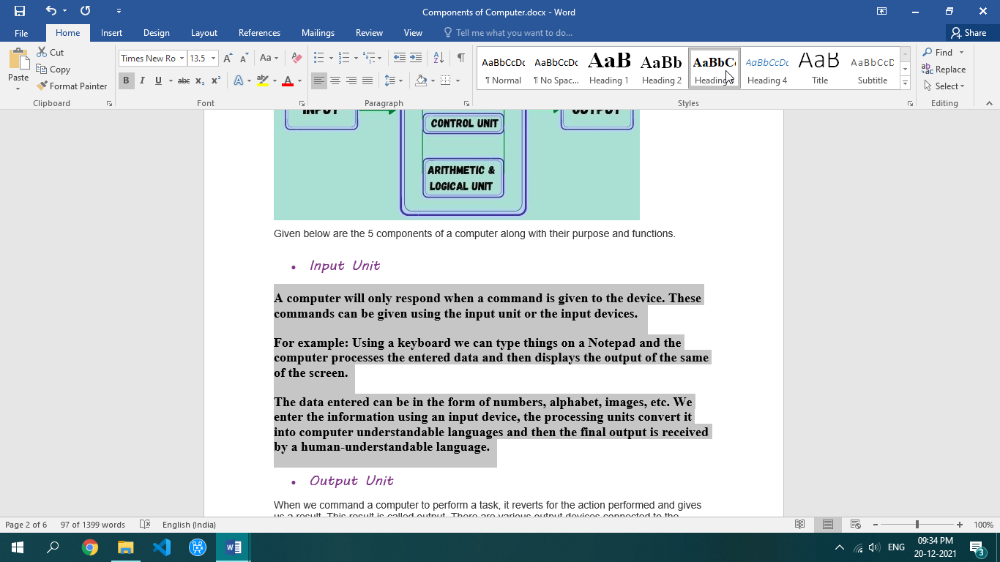 Components of Computer.docx - Word
File Home Insert Design Layout References Mailings Review View Tell me what you want to do... Share
Paste
Cut
Copy
Format Painter
Clipboard
Times New Ro 13.5
Aa
B I U abc X₂ X² A A
Font
Paragraph
AaBbCcDc AaBbCcDc AaB AaBb AaBbC AaBbCcDc AaB AaBbCcD
¶ Normal ¶ No Spac... Heading 1 Heading 2 Heading Heading 4 Title Subtitle
Styles
Find
Replace
Select
Editing
INPUT OUTPUT
CONTROL UNIT
ARITHMETIC &
LOGICAL UNIT
Given below are the 5 components of a computer along with their purpose and functions.
• Input Unit
A computer will only respond when a command is given to the device. These
commands can be given using the input unit or the input devices.
For example: Using a keyboard we can type things on a Notepad and the
computer processes the entered data and then displays the output of the same
of the screen.
The data entered can be in the form of numbers, alphabet, images, etc. We
enter the information using an input device, the processing units convert it
into computer understandable languages and then the final output is received
by a human-understandable language.
• Output Unit
When we command a computer to perform a task, it reverts for the action performed and gives
us a result. This result is called output. There are various output devices connected to the
Page 2 of 6 97 of 1399 words English (India) 100%
ENG
09:34 PM
20-12-2021
3